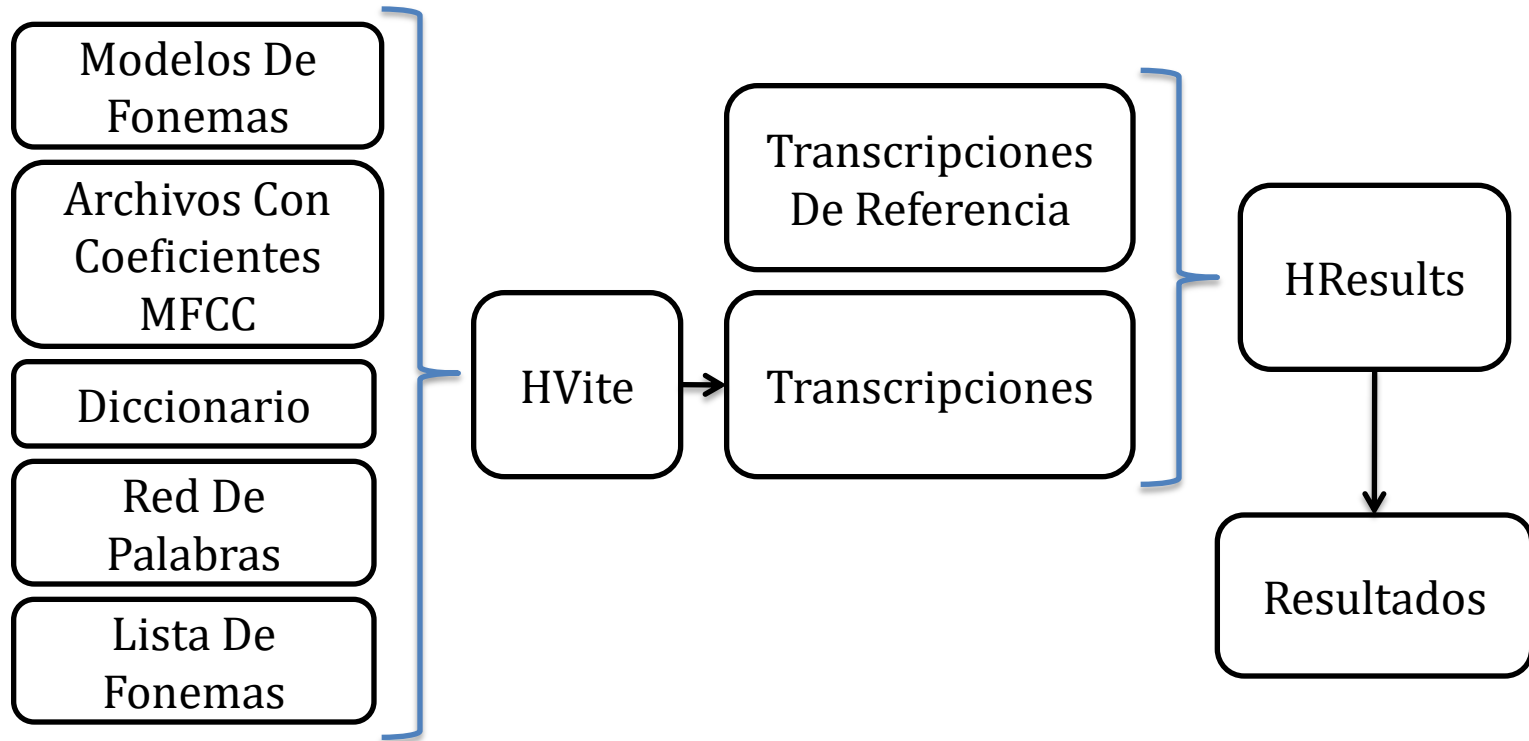 Modelos De
Fonemas
Archivos Con
Coeficientes
MFCC
Diccionario
Red De
Palabras
Lista De
Fonemas
HVite
Transcripciones
De Referencia
Transcripciones
HResults
Resultados